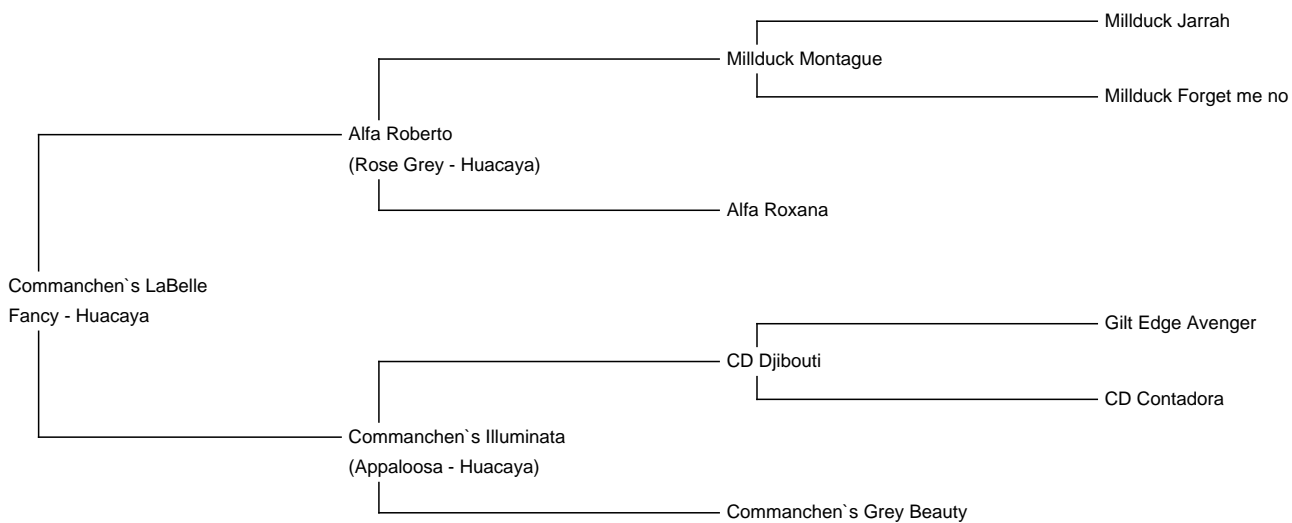 Millduck Jarrah
Millduck Montague
Millduck Forget me no
Alfa Roberto
(Rose Grey - Huacaya)
Alfa Roxana
Commanchen`s LaBelle
Fancy - Huacaya
Gilt Edge Avenger
CD Djibouti
CD Contadora
Commanchen`s Illuminata
(Appaloosa - Huacaya)
Commanchen`s Grey Beauty